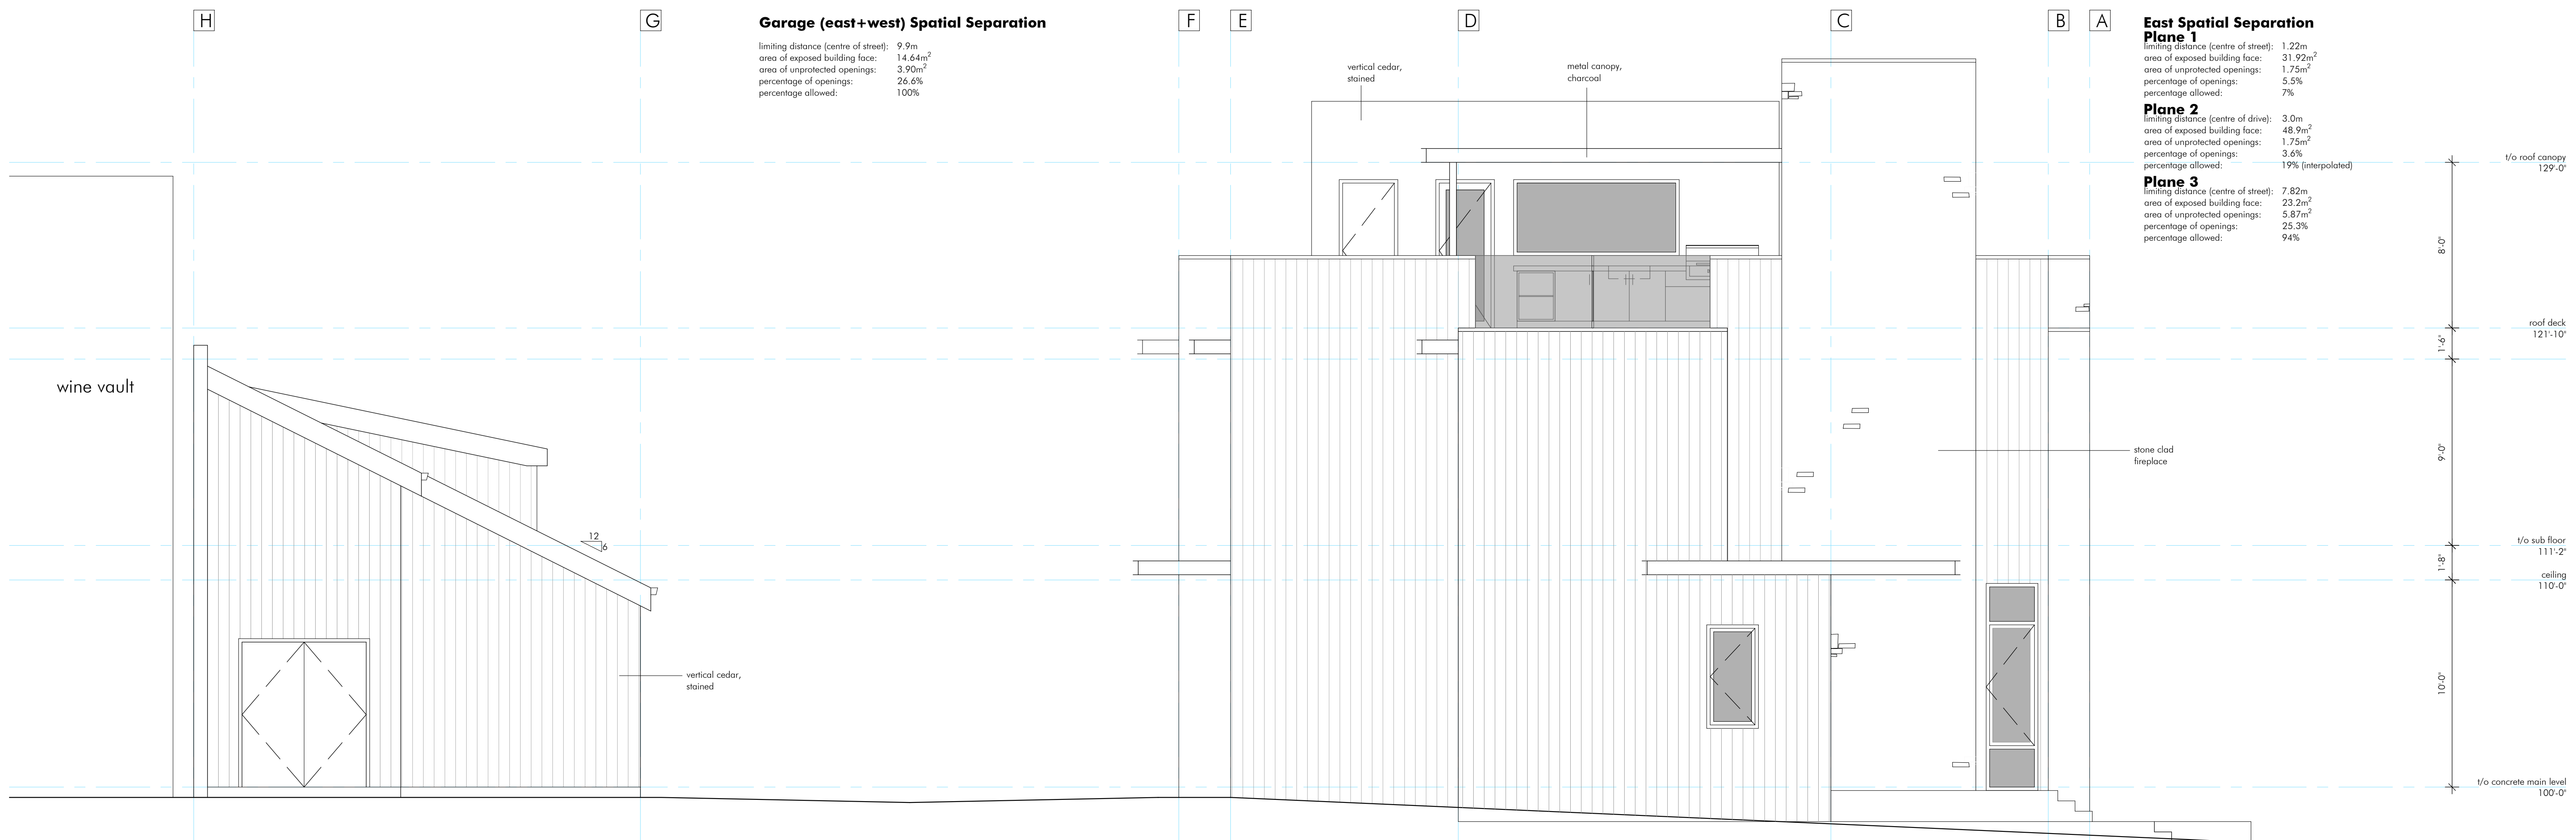 H
G
F
E
D
C
B
A
Garage (east+west) Spatial Separation
limiting distance (centre of street): 9.9m
area of exposed building face: 14.64m²
area of unprotected openings: 3.90m²
percentage of openings: 26.6%
percentage allowed: 100%
East Spatial Separation
Plane 1
limiting distance (centre of street): 1.22m
area of exposed building face: 31.92m²
area of unprotected openings: 1.75m²
percentage of openings: 5.5%
percentage allowed: 7%
Plane 2
limiting distance (centre of drive): 3.0m
area of exposed building face: 48.9m²
area of unprotected openings: 1.75m²
percentage of openings: 3.6%
percentage allowed: 19% (interpolated)
Plane 3
limiting distance (centre of street): 7.82m
area of exposed building face: 23.2m²
area of unprotected openings: 5.87m²
percentage of openings: 25.3%
percentage allowed: 94%
vertical cedar,
stained
metal canopy,
charcoal
t/o roof canopy
129'-0"
8'-0"
roof deck
121'-10"
1'-6"
wine vault
9'-0"
stone clad
fireplace
12
6
t/o sub floor
111'-2"
1'-8"
ceiling
110'-0"
vertical cedar,
stained
10'-0"
t/o concrete main level
100'-0"